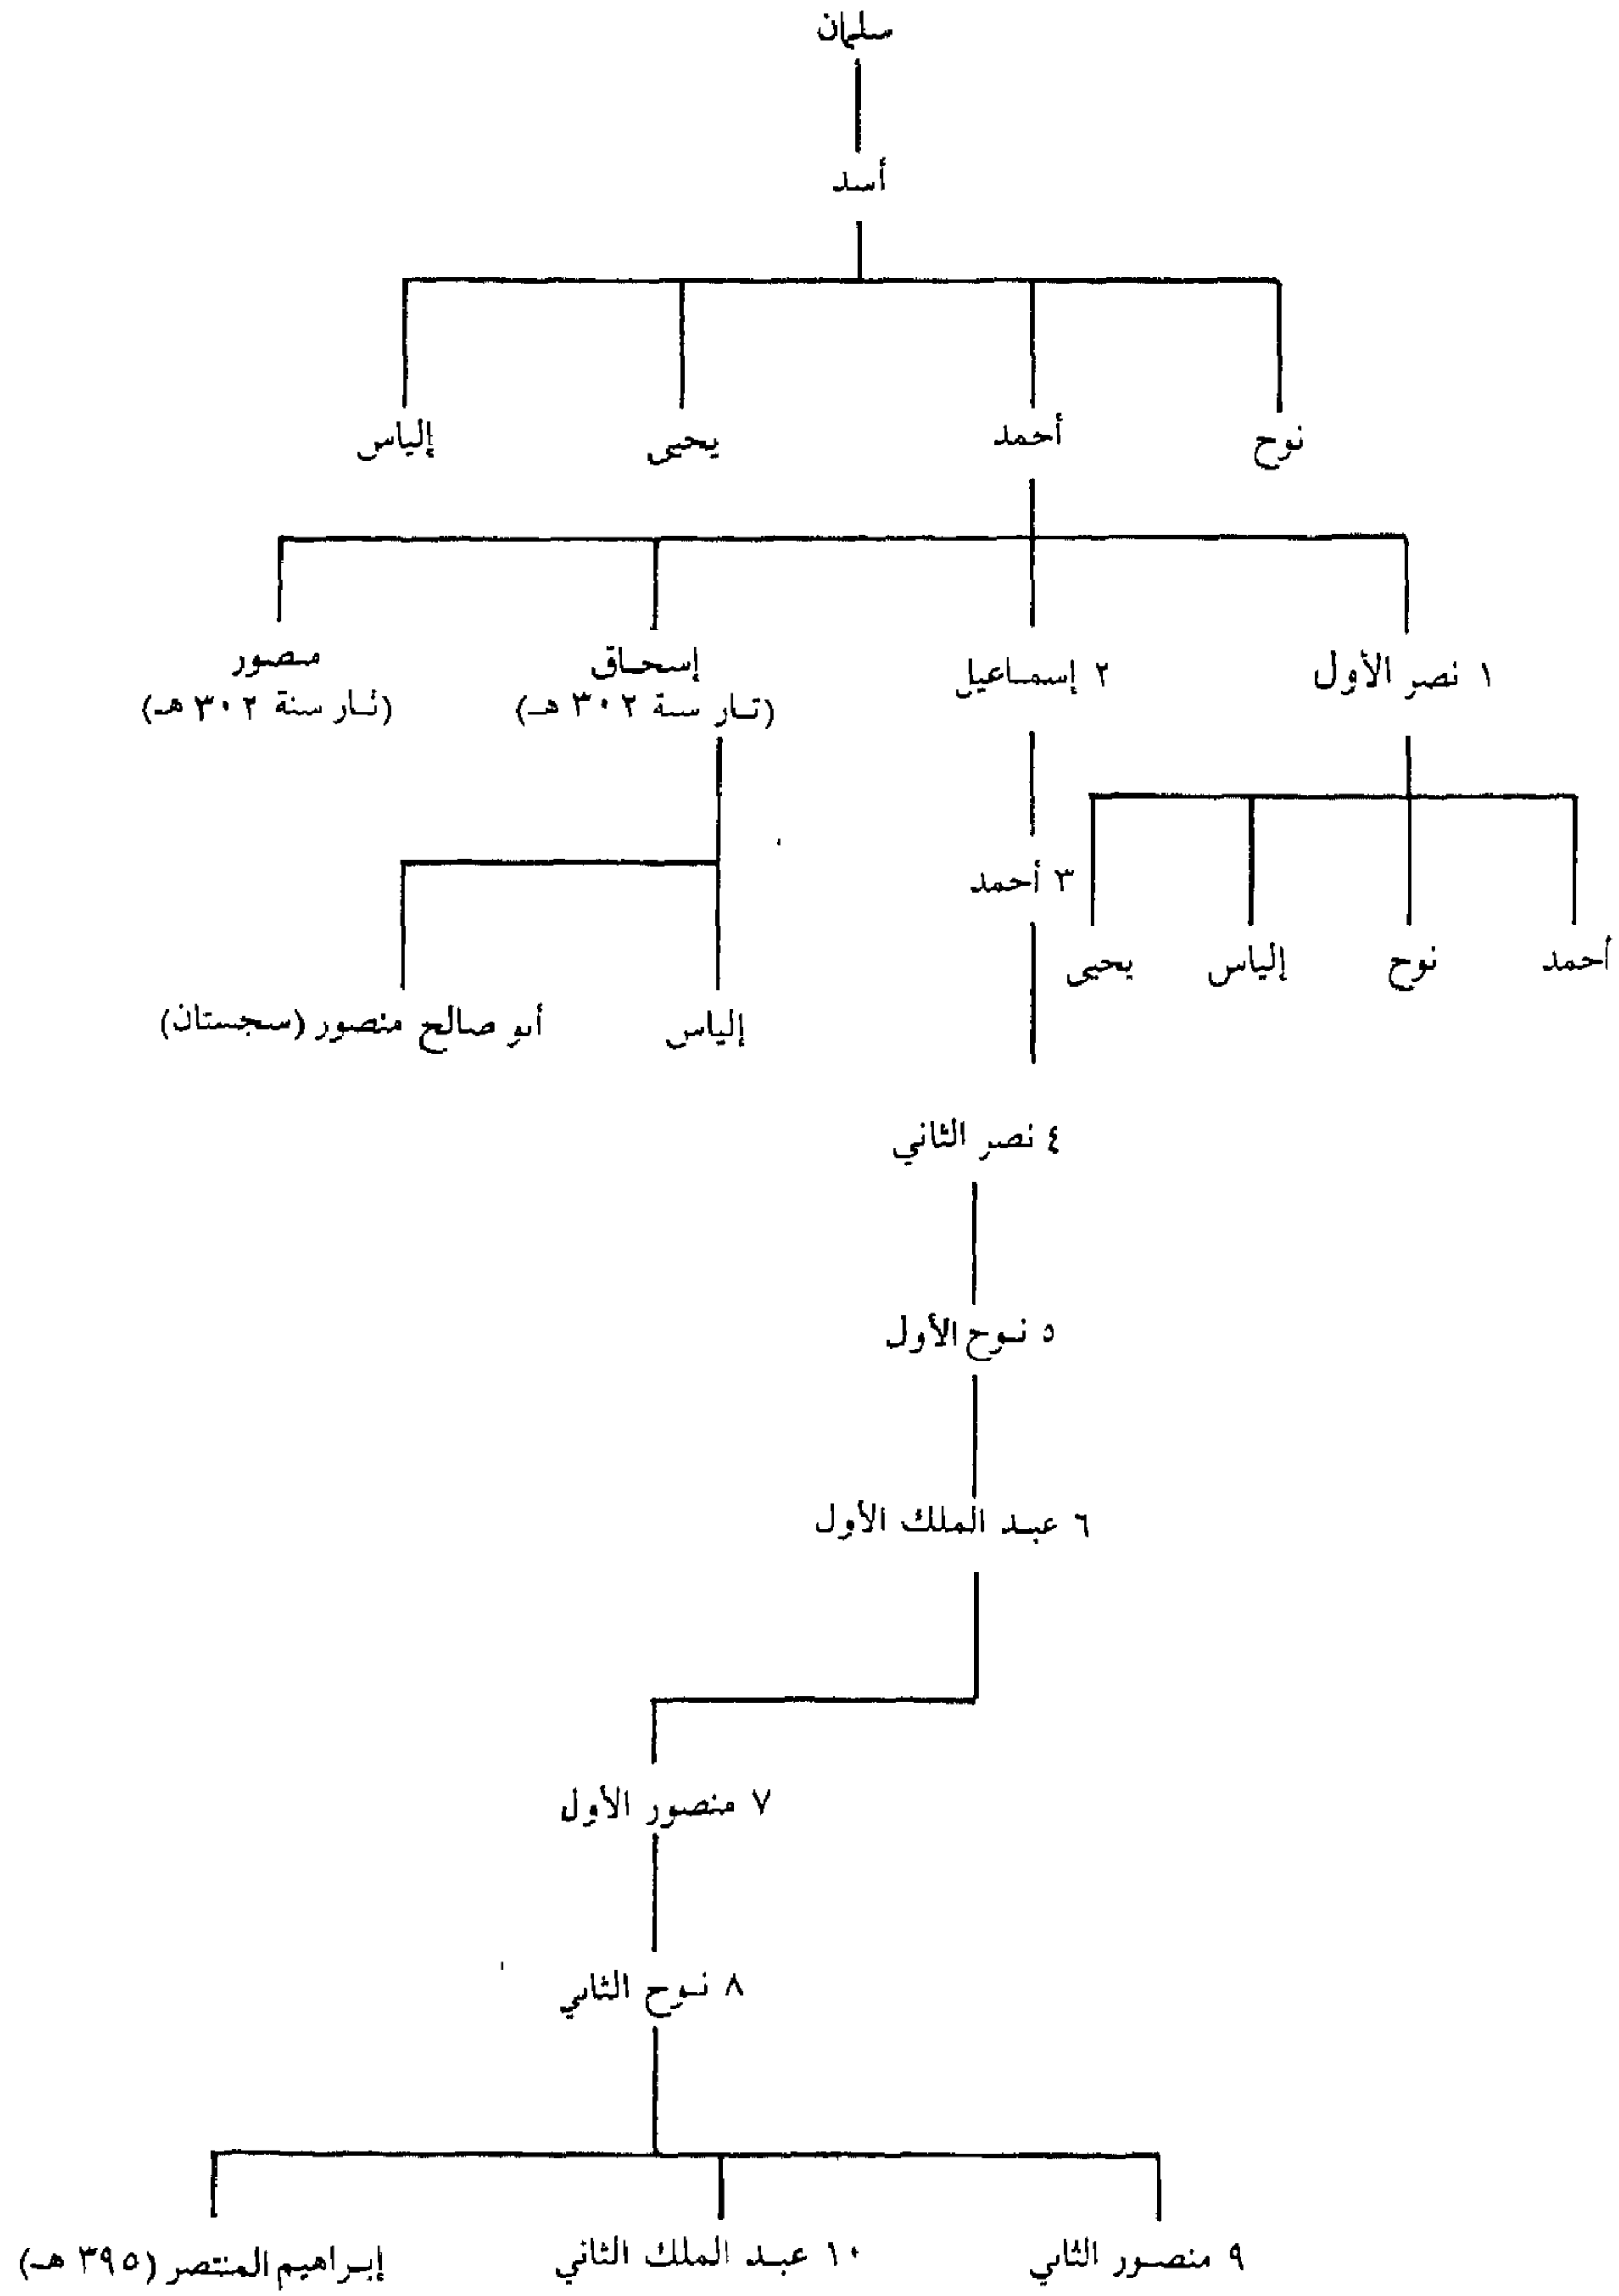 سلمان
أسد
نوح
أحمد
يحيى
إلياس
١ نصر الأول
٢ إسماعيل
إسحاق
(ثار سنة ٣٠٢ هـ)
منصور
(ثار سنة ٣٠٢ هـ)
أحمد
نوح
إلياس
يحيى
٣ أحمد
إلياس
أبو صالح منصور (سجستان)
٤ نصر الثاني
٥ نوح الأول
٦ عبد الملك الأول
٧ منصور الأول
٨ نوح الثاني
٩ منصور الثاني
١٠ عبد الملك الثاني
إبراهيم المنتصر (٣٩٥ هـ)